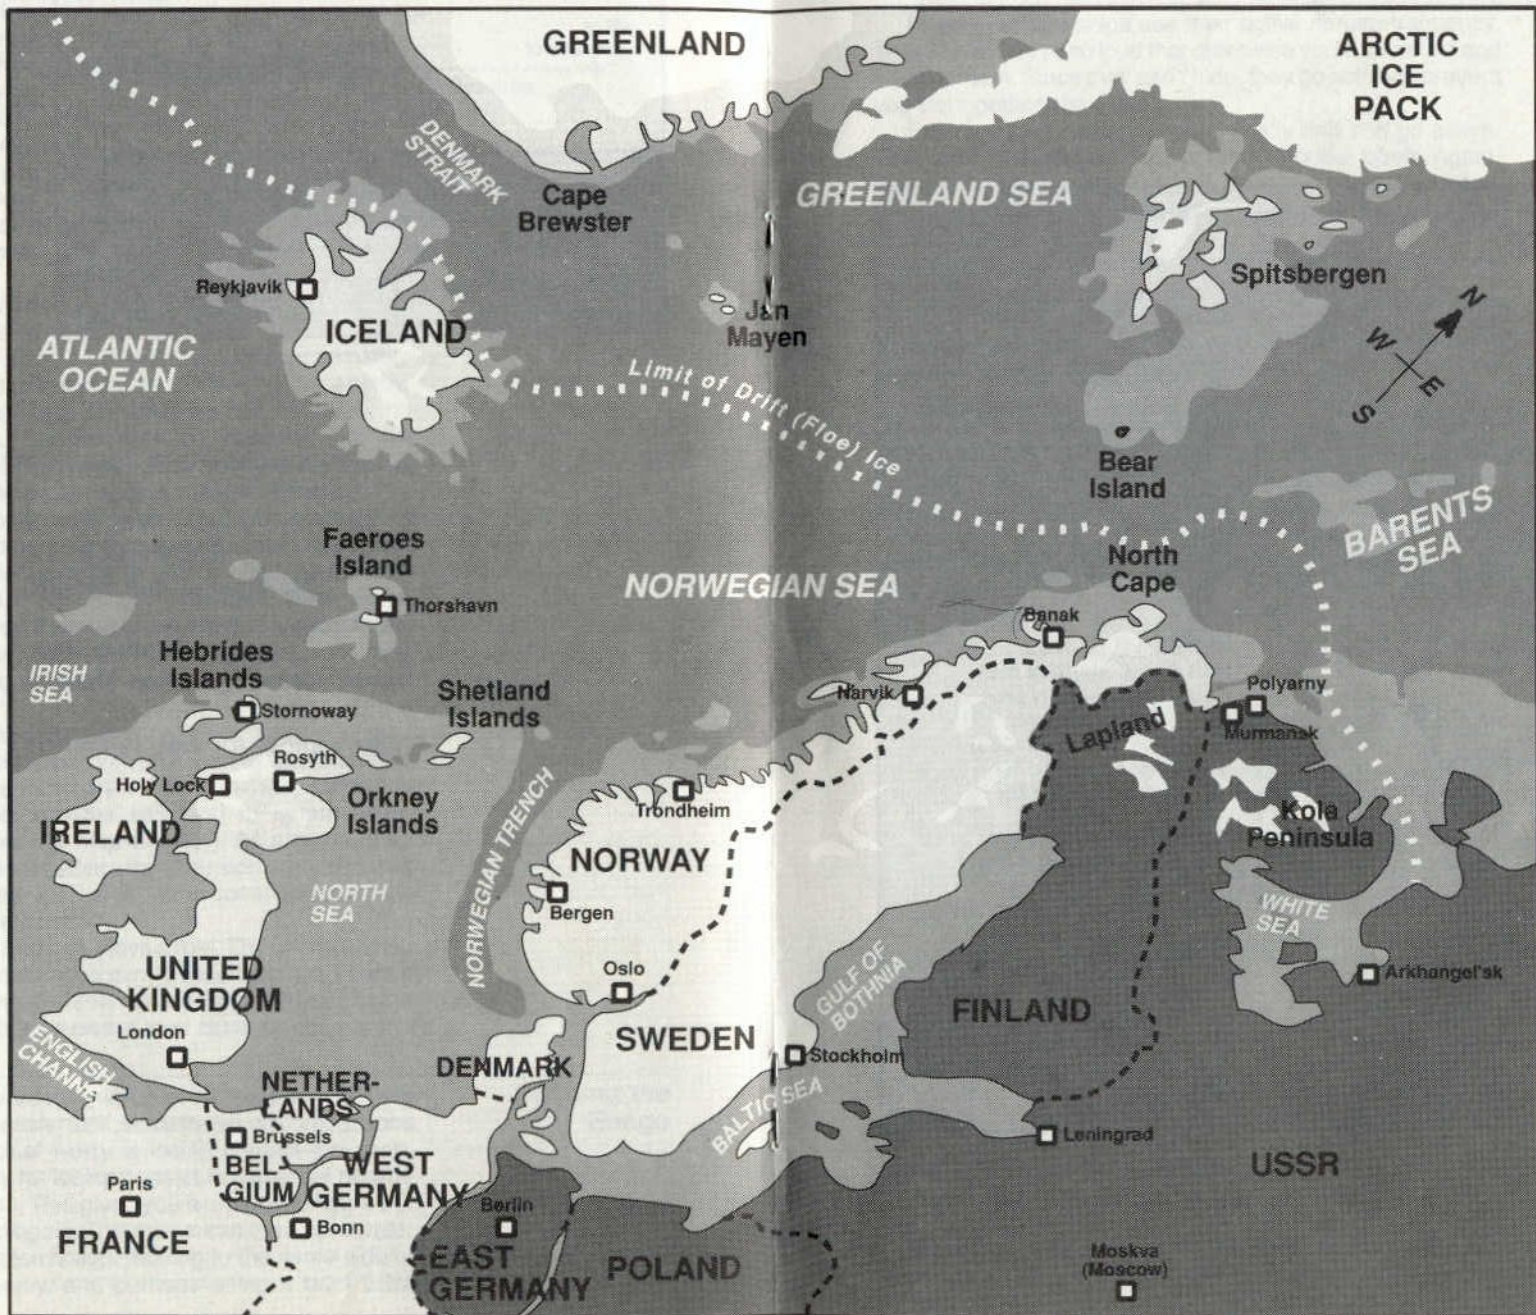 GREENLAND
ARCTIC
ICE
PACK
DENMARK
STRAIT
Cape
Brewster
GREENLAND SEA
Reykjavik
Spitsbergen
Jan
Mayen
ICELAND
N
W
E
S
ATLANTIC
OCEAN
Limit of Drift (Floe) Ice
Bear
Island
BARENTS
SEA
Faeroes
Island
NORWEGIAN SEA
North
Cape
Thorshavn
Banak
Hebrides
Islands
IRISH
SEA
Shetland
Islands
Stornoway
Narvik
Polyarny
Murmansk
Lapland
Rosyth
Holy Lock
Orkney
Islands
Trondheim
Kola
Peninsula
IRELAND
NORWEGIAN TRENCH
NORWAY
NORTH
SEA
Bergen
WHITE
SEA
UNITED
KINGDOM
Oslo
GULF OF
BOTHNIA
Arkhangel'sk
FINLAND
London
SWEDEN
Stockholm
ENGLISH
CHANNEL
DENMARK
NETHER-
LANDS
BALTIC SEA
Brussels
Leningrad
BEL-
GIUM
WEST
GERMANY
USSR
Paris
Berlin
Bonn
FRANCE
EAST
GERMANY
POLAND
Moskva
(Moscow)